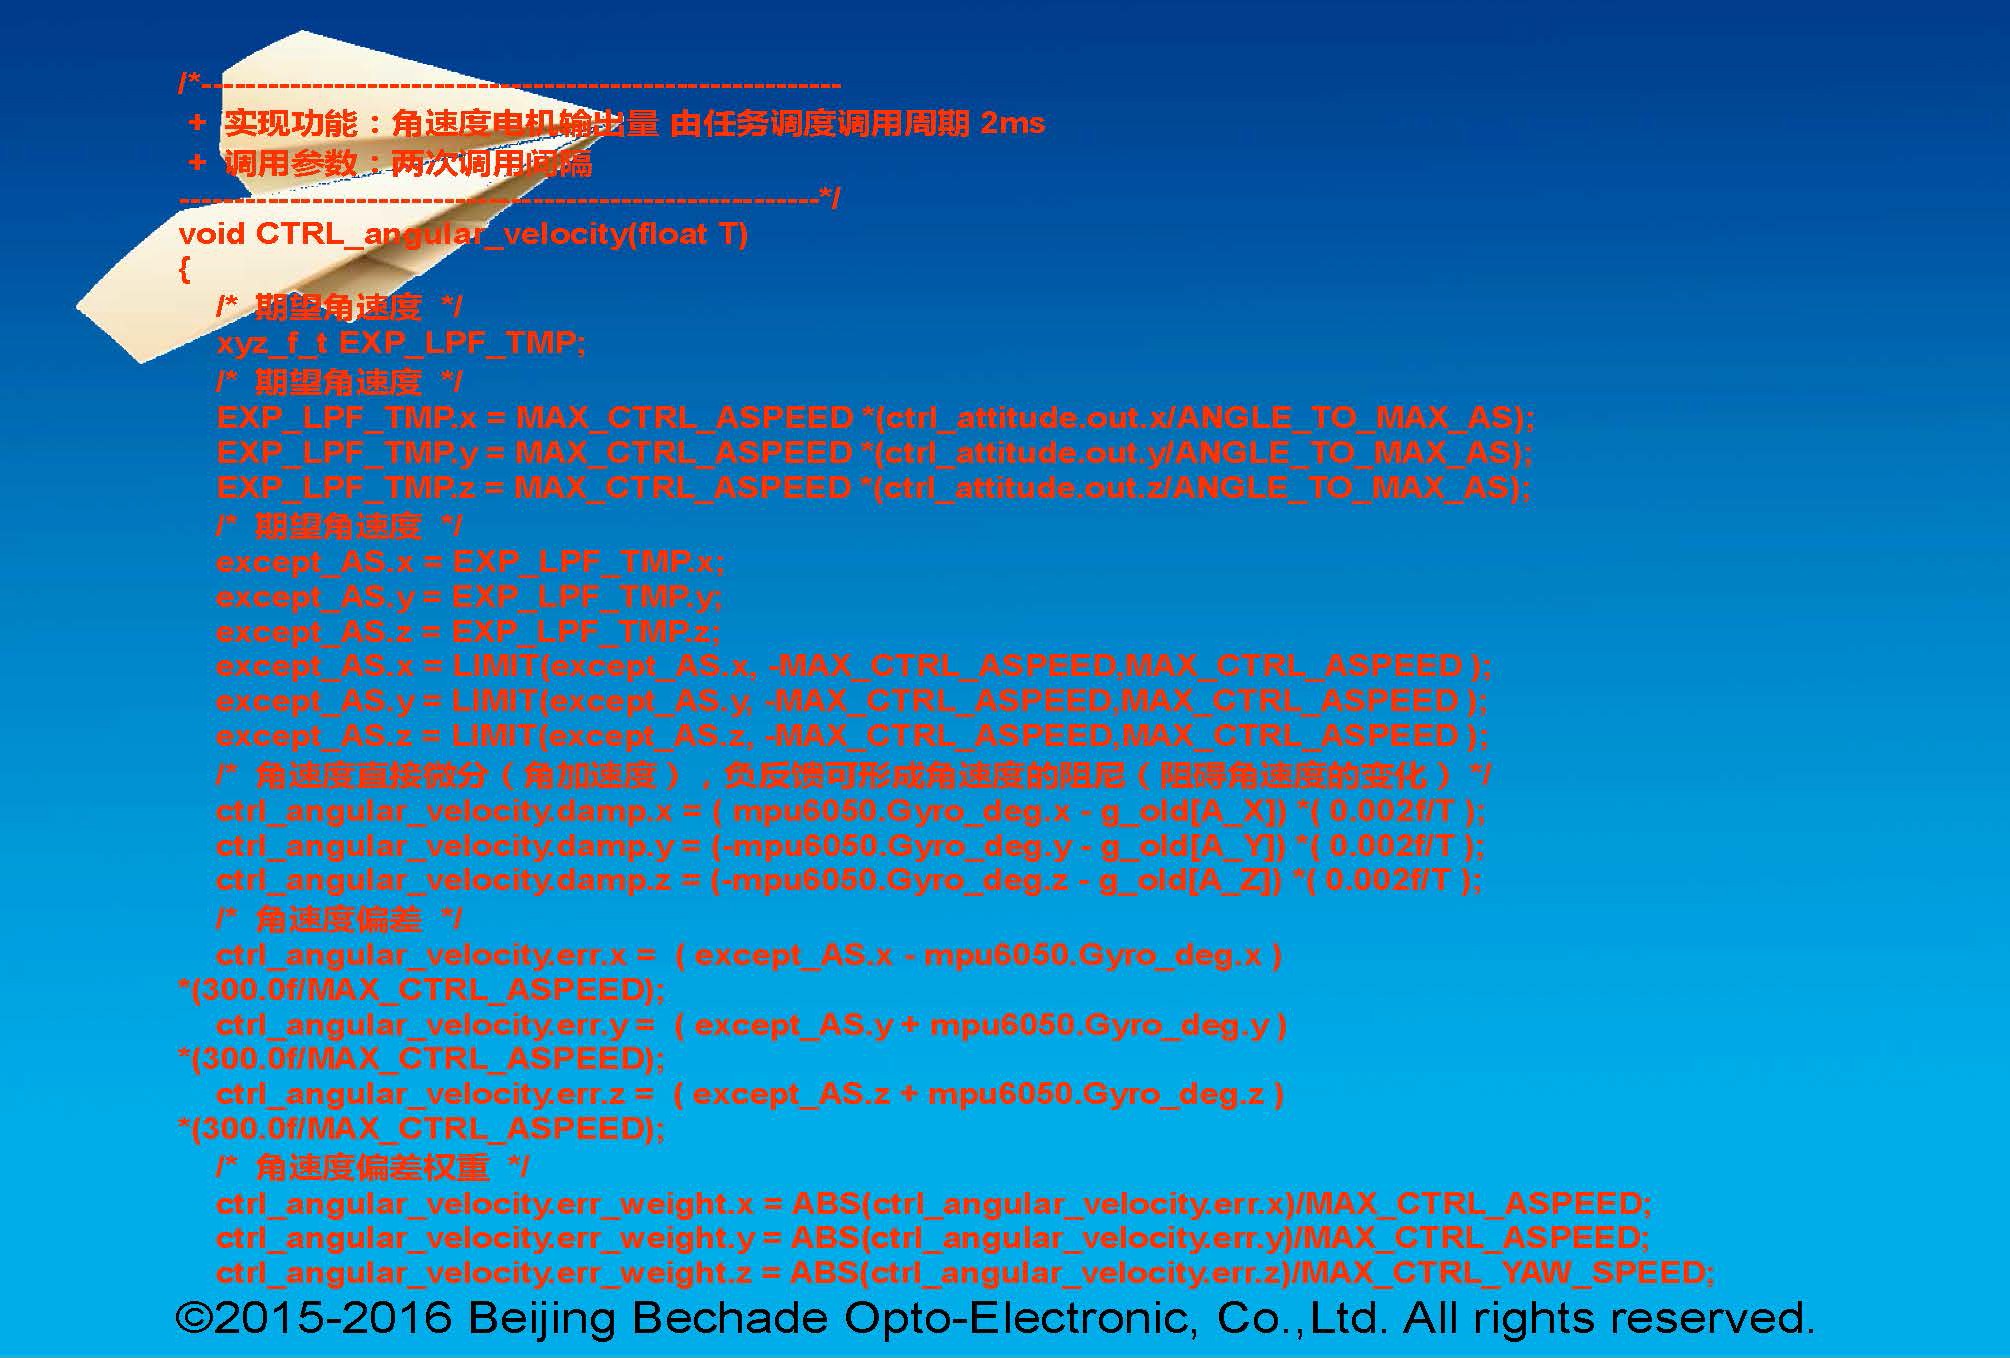 /*----------------------------------------------------------
+ 实现功能：角速度电机输出量 由任务调度调用周期 2ms
+ 调用参数：两次调用间隔
----------------------------------------------------------*/
void CTRL_angular_velocity(float T)
{
/* 期望角速度 */
xyz_f_t EXP_LPF_TMP;
/* 期望角速度 */
EXP_LPF_TMP.x = MAX_CTRL_ASPEED *(ctrl_attitude.out.x/ANGLE_TO_MAX_AS);
EXP_LPF_TMP.y = MAX_CTRL_ASPEED *(ctrl_attitude.out.y/ANGLE_TO_MAX_AS);
EXP_LPF_TMP.z = MAX_CTRL_ASPEED *(ctrl_attitude.out.z/ANGLE_TO_MAX_AS);
/* 期望角速度 */
except_AS.x = EXP_LPF_TMP.x;
except_AS.y = EXP_LPF_TMP.y;
except_AS.z = EXP_LPF_TMP.z;
except_AS.x = LIMIT(except_AS.x, -MAX_CTRL_ASPEED,MAX_CTRL_ASPEED );
except_AS.y = LIMIT(except_AS.y, -MAX_CTRL_ASPEED,MAX_CTRL_ASPEED );
except_AS.z = LIMIT(except_AS.z, -MAX_CTRL_ASPEED,MAX_CTRL_ASPEED );
/* 角速度直接微分（角加速度），负反馈可形成角速度的阻尼（阻碍角速度的变化） */
ctrl_angular_velocity.damp.x = ( mpu6050.Gyro_deg.x - g_old[A_X]) *( 0.002f/T );
ctrl_angular_velocity.damp.y = (-mpu6050.Gyro_deg.y - g_old[A_Y]) *( 0.002f/T );
ctrl_angular_velocity.damp.z = (-mpu6050.Gyro_deg.z - g_old[A_Z]) *( 0.002f/T );
/* 角速度偏差 */
ctrl_angular_velocity.err.x = ( except_AS.x - mpu6050.Gyro_deg.x )
*(300.0f/MAX_CTRL_ASPEED);
ctrl_angular_velocity.err.y = ( except_AS.y + mpu6050.Gyro_deg.y )
*(300.0f/MAX_CTRL_ASPEED);
ctrl_angular_velocity.err.z = ( except_AS.z + mpu6050.Gyro_deg.z )
*(300.0f/MAX_CTRL_ASPEED);
/* 角速度偏差权重 */
ctrl_angular_velocity.err_weight.x = ABS(ctrl_angular_velocity.err.x)/MAX_CTRL_ASPEED;
ctrl_angular_velocity.err_weight.y = ABS(ctrl_angular_velocity.err.y)/MAX_CTRL_ASPEED;
ctrl_angular_velocity.err_weight.z = ABS(ctrl_angular_velocity.err.z)/MAX_CTRL_YAW_SPEED;
©2015-2016 Beijing Bechade Opto-Electronic, Co.,Ltd. All rights reserved.